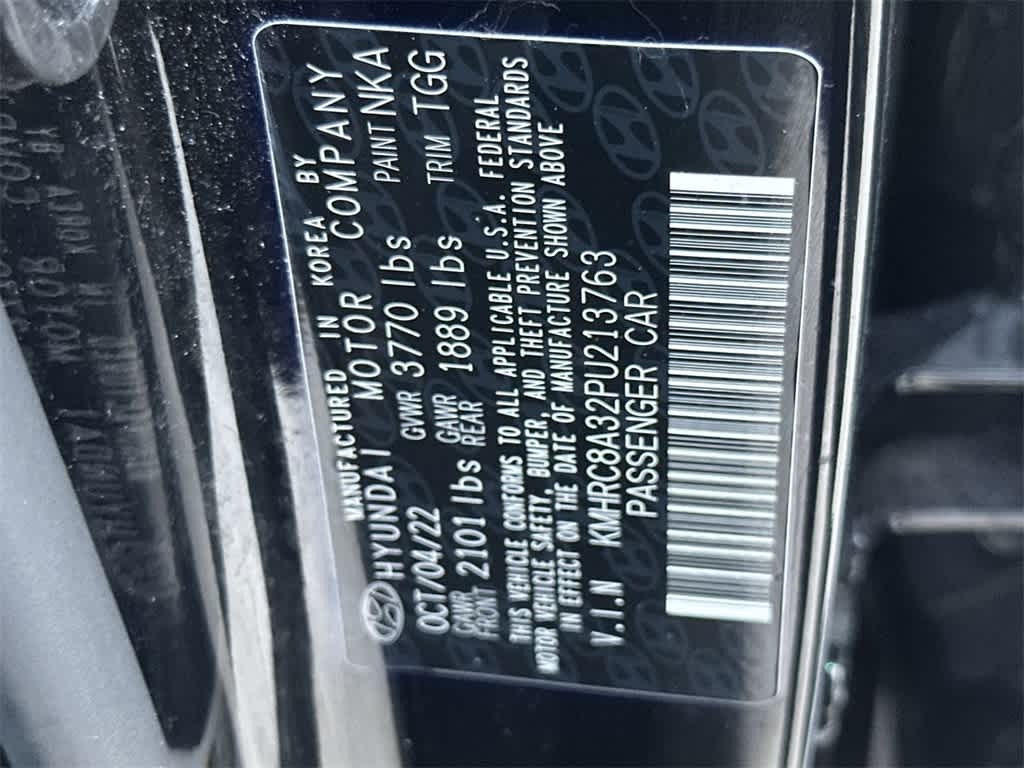 MANUFACTURED IN KOREA BY
HYUNDAI MOTOR COMPANY
OCT/04/22 GVWR 3770 lbs PAINT NKA
GAWR FRONT 2101 lbs GAWR REAR 1889 lbs TRIM TGG
THIS VEHICLE CONFORMS TO ALL APPLICABLE U.S.A. FEDERAL
MOTOR VEHICLE SAFETY, BUMPER, AND THEFT PREVENTION STANDARDS
IN EFFECT ON THE DATE OF MANUFACTURE SHOWN ABOVE
V.I.N KMHRC8A32PU213763
PASSENGER CAR